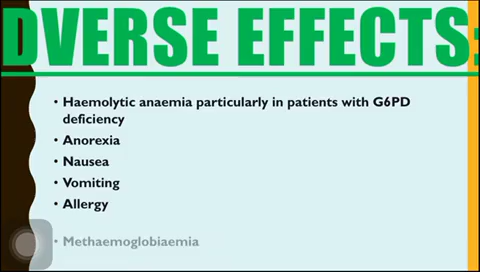 DVERSE EFFECTS:
• Haemolytic anaemia particularly in patients with G6PD
deficiency
• Anorexia
• Nausea
• Vomiting
• Allergy
• Methaemoglobiaemia